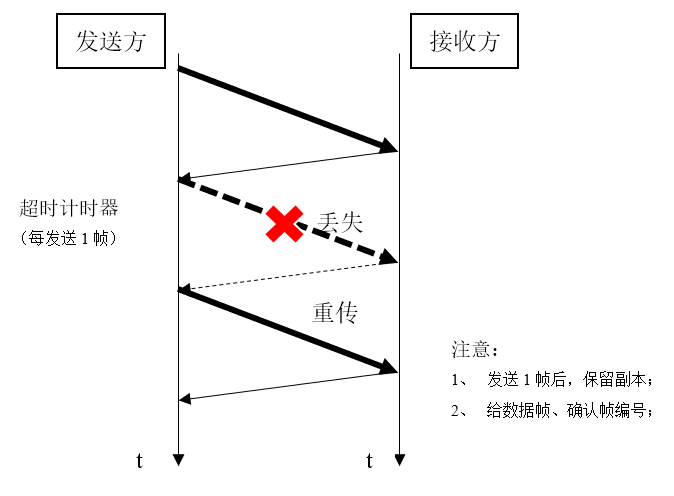 发送方
接收方
超时计时器
（每发送1帧）
丢失
重传
注意：
1、 发送1帧后，保留副本；
2、 给数据帧、确认帧编号；
t
t